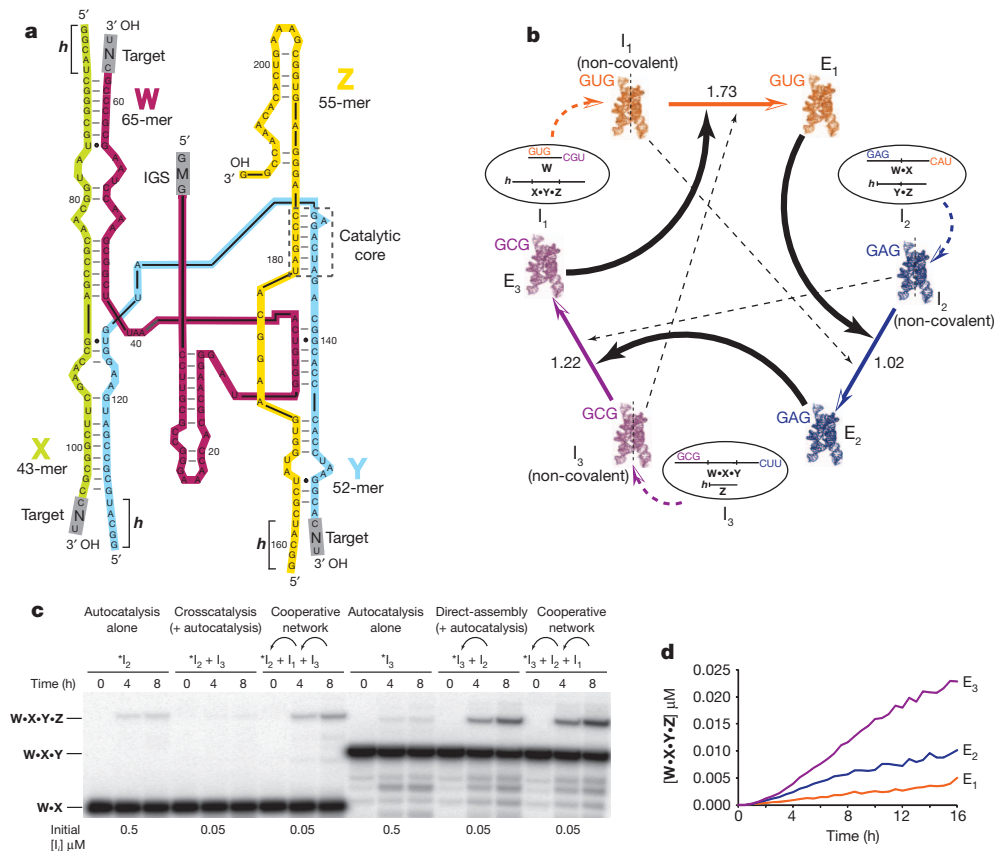 a
5′
h
3′ OH
Target
W
65-mer
60
80
X
43-mer
100
Target
3′ OH
IGS
GMG
40
20
120
h
5′
Z
55-mer
200
OH
3′
Catalytic
core
180
140
Y
52-mer
h
160
5′
Target
3′ OH
b
I1
(non-covalent)
GUG
1.73
GUG
E1
GUG
CGU
W
h
X•Y•Z
I1
GAG
CAU
W•X
h
Y•Z
I2
GCG
E3
GAG
I2
(non-covalent)
1.22
1.02
GCG
GAG
E2
I3
(non-covalent)
GCG
CUU
W•X•Y
h
Z
I3
c
Autocatalysis
alone
Crosscatalysis
(+ autocatalysis)
Cooperative
network
Autocatalysis
alone
Direct-assembly
(+ autocatalysis)
Cooperative
network
*I2
*I2 + I3
*I2 + I1 + I3
*I3
*I3 + I2
*I3 + I2 + I1
Time (h) 0 4 8 0 4 8 0 4 8 0 4 8 0 4 8 0 4 8
W•X•Y•Z
W•X•Y
W•X
Initial
[Ii] μM
0.5 0.05 0.05 0.5 0.05 0.05
d
[W•X•Y•Z] μM
0.025
0.020
0.015
0.010
0.005
0.000
0 4 8 12 16
Time (h)
E3
E2
E1